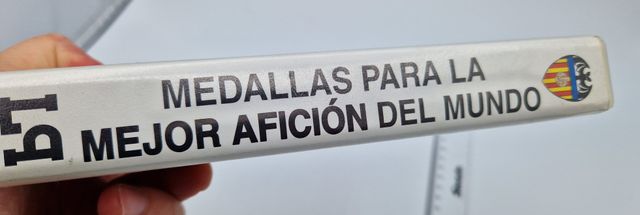 MEDALLAS PARA LA
MEJOR AFICIÓN DEL MUNDO